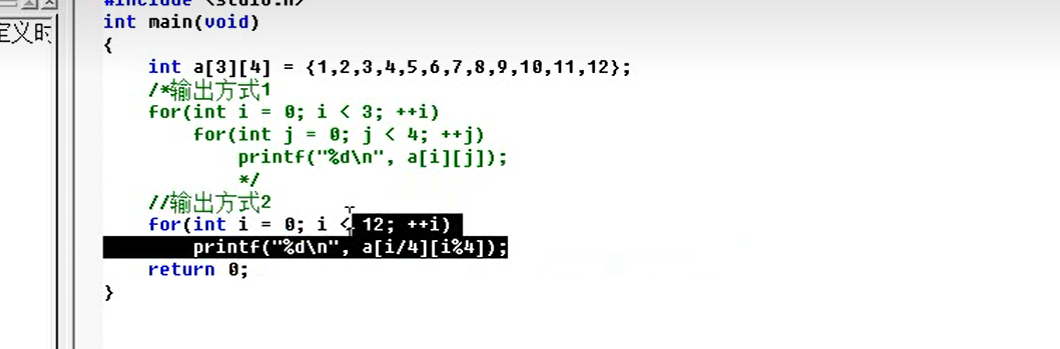 #include <stdio.h>
定义时
int main(void)
{
int a[3][4] = {1,2,3,4,5,6,7,8,9,10,11,12};
/*输出方式1
for(int i = 0; i < 3; ++i)
for(int j = 0; j < 4; ++j)
printf("%d\n", a[i][j]);
*/
//输出方式2
for(int i = 0; i < 12; ++i)
printf("%d\n", a[i/4][i%4]);
return 0;
}